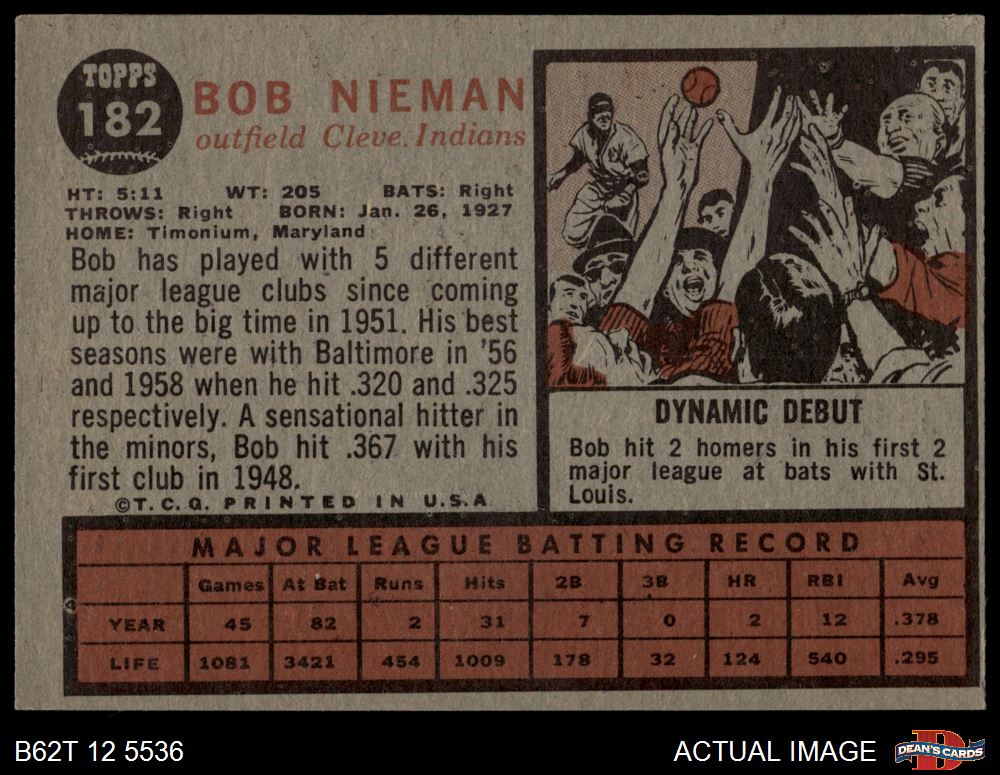 TOPPS
182
BOB NIEMAN
outfield Cleve. Indians
HT: 5:11 WT: 205 BATS: Right
THROWS: Right BORN: Jan. 26, 1927
HOME: Timonium, Maryland
Bob has played with 5 different
major league clubs since coming
up to the big time in 1951. His best
seasons were with Baltimore in '56
and 1958 when he hit .320 and .325
respectively. A sensational hitter in
the minors, Bob hit .367 with his
first club in 1948.
©T.C.G. PRINTED IN U.S.A
DYNAMIC DEBUT
Bob hit 2 homers in his first 2
major league at bats with St.
Louis.
MAJOR LEAGUE BATTING RECORD
Games At Bat Runs Hits 2B 3B HR RBI Avg
YEAR 45 82 2 31 7 0 2 12 .378
LIFE 1081 3421 454 1009 178 32 124 540 .295
B62T 12 5536
ACTUAL IMAGE
DEAN'S CARDS